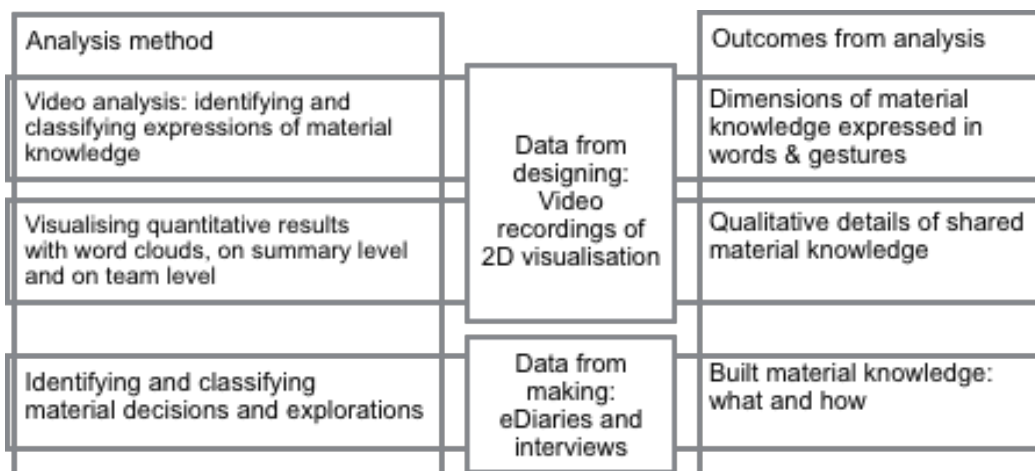 Analysis method
Video analysis: identifying and
classifying expressions of material
knowledge
Visualising quantitative results
with word clouds, on summary level
and on team level
Identifying and classifying
material decisions and explorations
Data from
designing:
Video
recordings of
2D visualisation
Data from
making:
eDiaries and
interviews
Outcomes from analysis
Dimensions of material
knowledge expressed in
words & gestures
Qualitative details of shared
material knowledge
Built material knowledge:
what and how